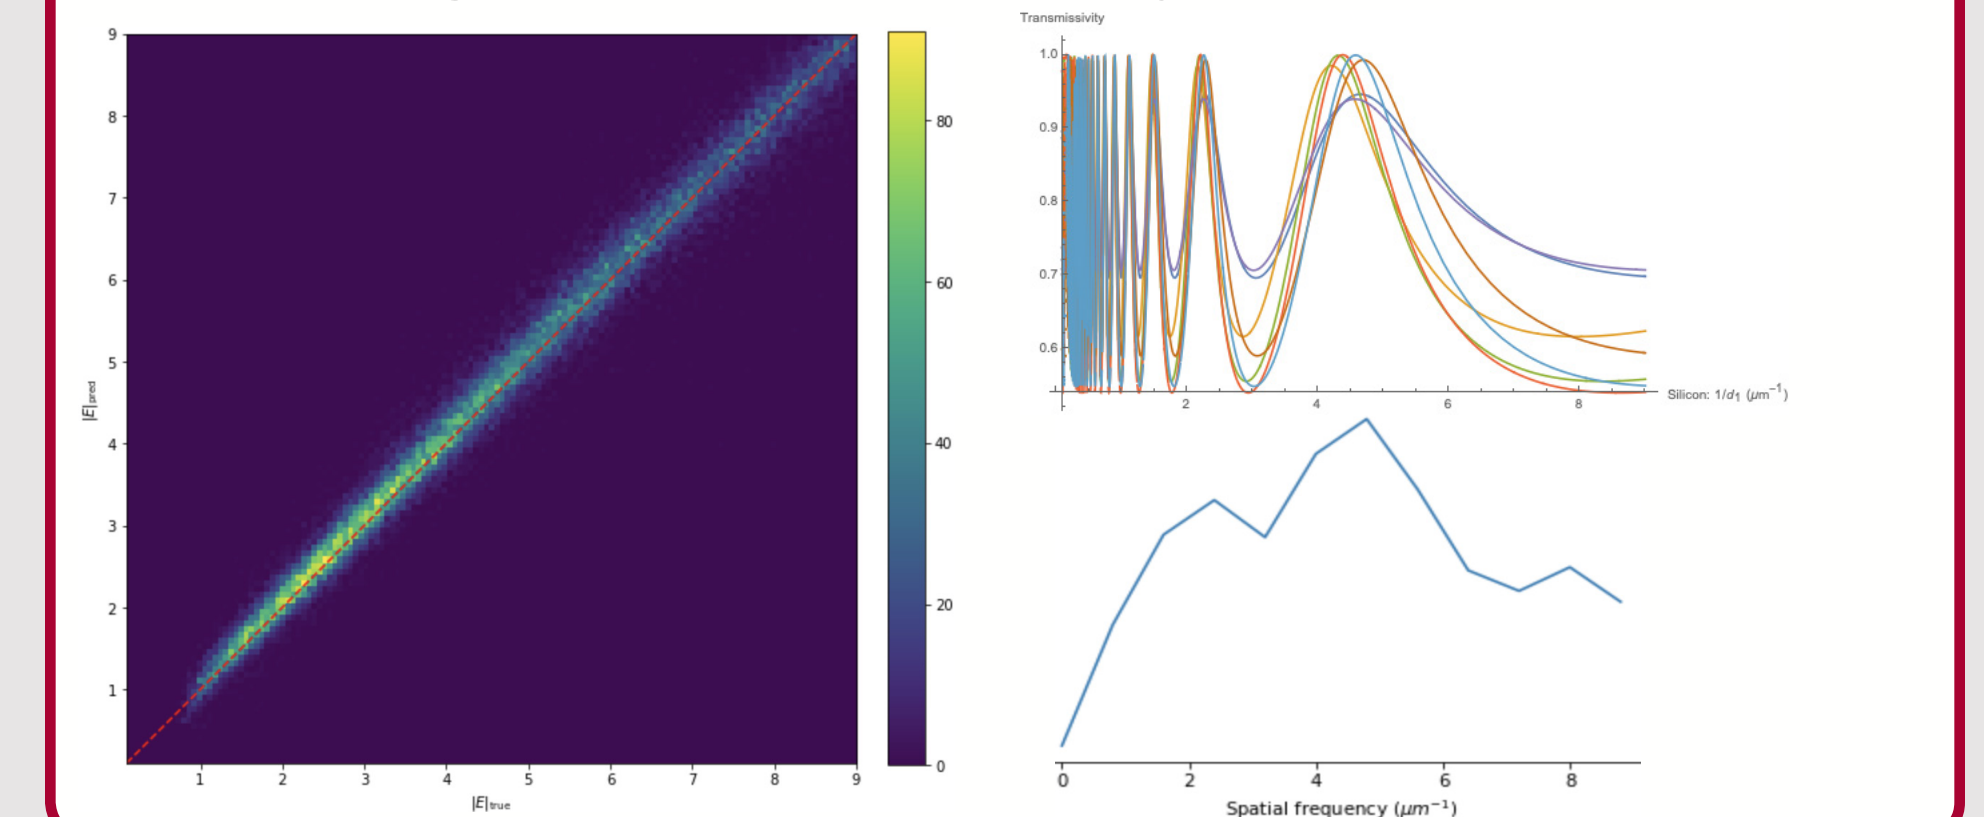 9
8
7
6
5
4
3
2
1
|E|pred
1 2 3 4 5 6 7 8 9
|E|true
80
60
40
20
0
Transmissivity
1.0
0.9
0.8
0.7
0.6
2 4 6 8
Silicon: 1/d₁ (μm⁻¹)
0 2 4 6 8
Spatial frequency (μm⁻¹)